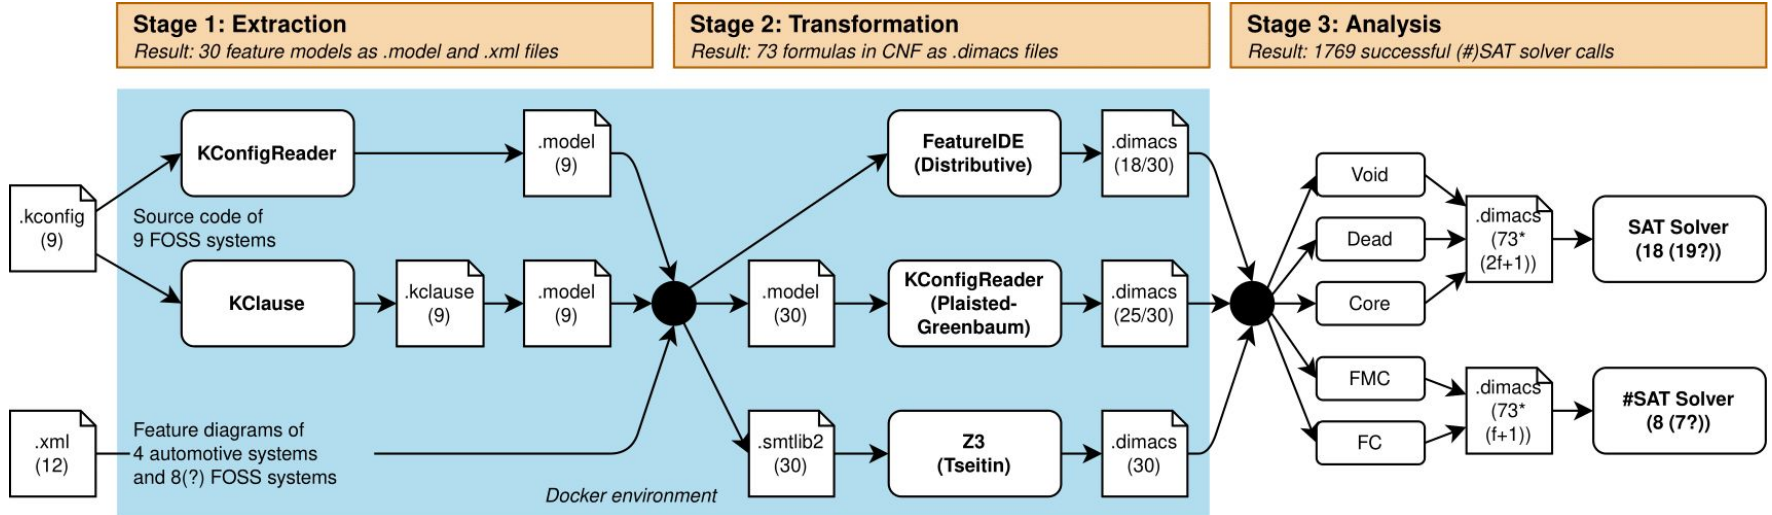 Stage 1: Extraction
Result: 30 feature models as .model and .xml files
Stage 2: Transformation
Result: 73 formulas in CNF as .dimacs files
Stage 3: Analysis
Result: 1769 successful (#)SAT solver calls
.kconfig
(9)
KConfigReader
.model
(9)
Source code of
9 FOSS systems
KClause
.kclause
(9)
.model
(9)
.xml
(12)
Feature diagrams of
4 automotive systems
and 8(?) FOSS systems
Docker environment
FeatureIDE
(Distributive)
.dimacs
(18/30)
.model
(30)
KConfigReader
(Plaisted-
Greenbaum)
.dimacs
(25/30)
.smtlib2
(30)
Z3
(Tseitin)
.dimacs
(30)
Void
Dead
Core
FMC
FC
.dimacs
(73*
(2f+1))
SAT Solver
(18 (19?))
.dimacs
(73*
(f+1))
#SAT Solver
(8 (7?))